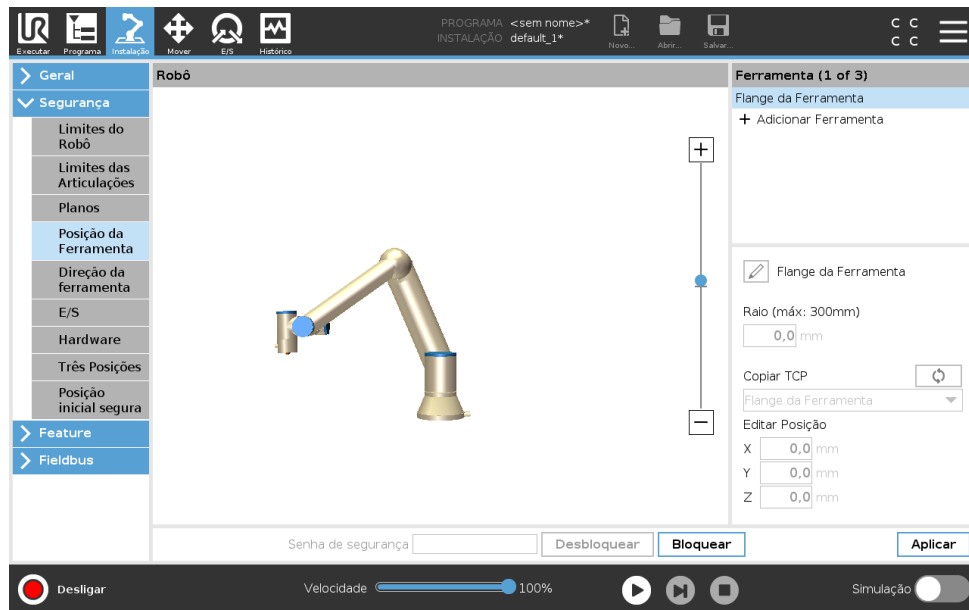 UR
Executar Programa Instalação Mover E/S Histórico
PROGRAMA <sem nome>*
INSTALAÇÃO default_1*
Novo... Abrir... Salvar...
C C
C C
Geral
Segurança
Limites do
Robô
Limites das
Articulações
Planos
Posição da
Ferramenta
Direção da
ferramenta
E/S
Hardware
Três Posições
Posição
inicial segura
Feature
Fieldbus
Robô
Ferramenta (1 of 3)
Flange da Ferramenta
+ Adicionar Ferramenta
Flange da Ferramenta
Raio (máx: 300mm)
0,0 mm
Copiar TCP
Flange da Ferramenta
Editar Posição
X 0,0 mm
Y 0,0 mm
Z 0,0 mm
Senha de segurança Desbloquear Bloquear Aplicar
Desligar Velocidade 100% Simulação